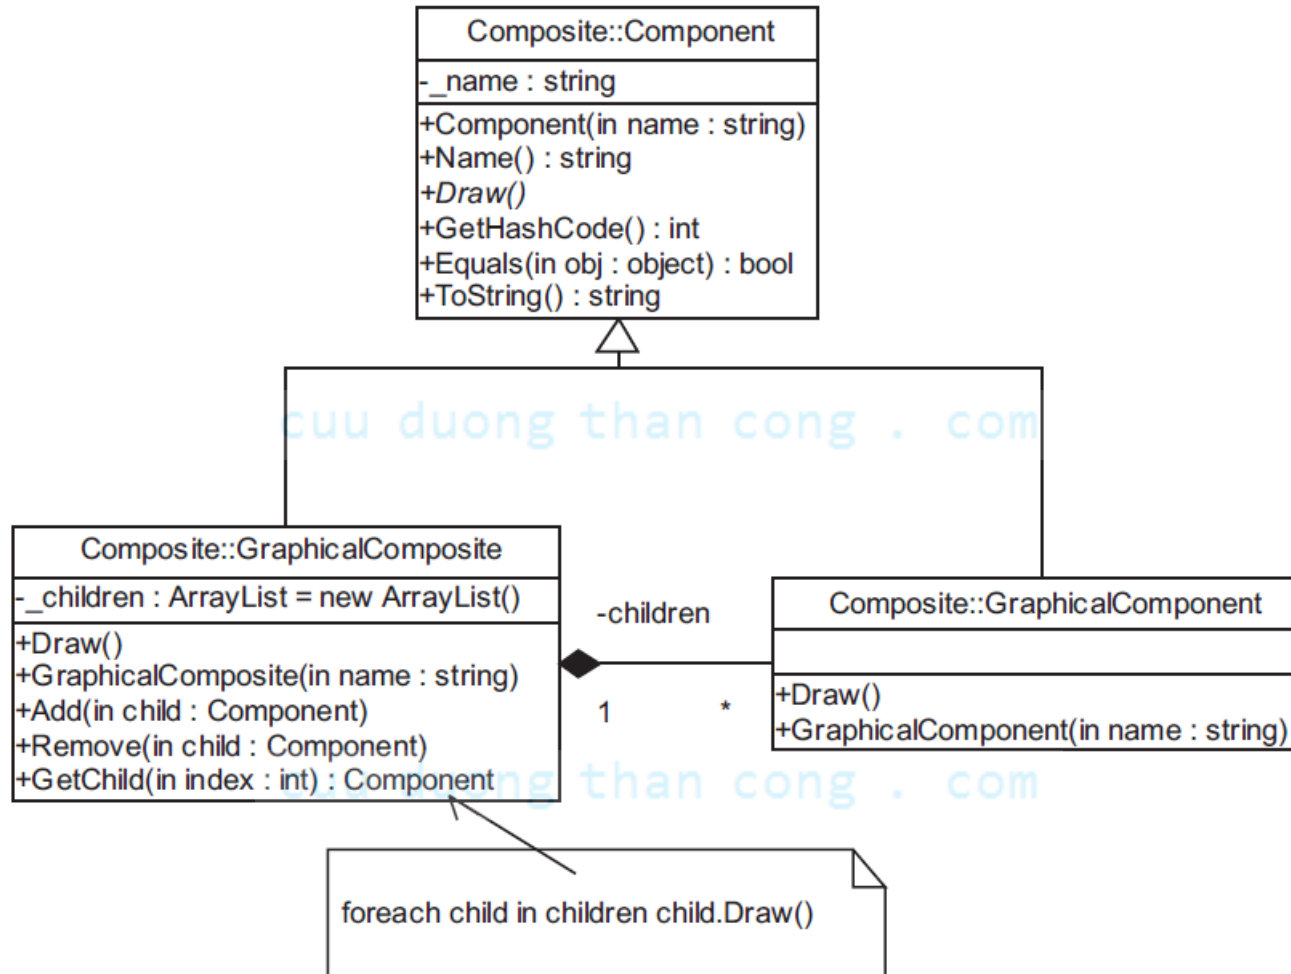 Composite::Component
-_name : string
+Component(in name : string)
+Name() : string
+Draw()
+GetHashCode() : int
+Equals(in obj : object) : bool
+ToString() : string
cuu duong than cong . com
Composite::GraphicalComposite
-_children : ArrayList = new ArrayList()
+Draw()
+GraphicalComposite(in name : string)
+Add(in child : Component)
+Remove(in child : Component)
+GetChild(in index : int) : Component
-children
1
*
Composite::GraphicalComponent
+Draw()
+GraphicalComponent(in name : string)
cuu duong than cong . com
foreach child in children child.Draw()